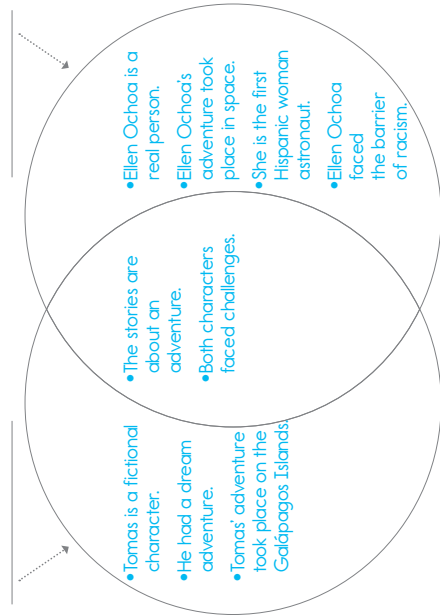 •Tomas is a fictional
character.
•He had a dream
adventure.
•Tomas' adventure
took place on the
Galápagos Islands.
•The stories are
about an
adventure.
•Both characters
faced challenges.
•Ellen Ochoa is a
real person.
•Ellen Ochoa's
adventure took
place in space.
•She is the first
Hispanic woman
astronaut.
•Ellen Ochoa
faced
the barrier
of racism.